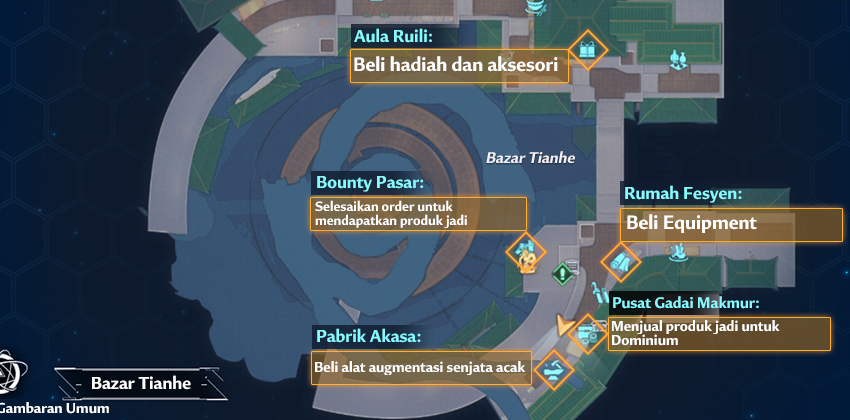 Aula Ruili:
Beli hadiah dan aksesori
Bazar Tianhe
Bounty Pasar:
Selesaikan order untuk
mendapatkan produk jadi
Rumah Fesyen:
Beli Equipment
Pusat Gadai Makmur:
Menjual produk jadi untuk
Dominium
Pabrik Akasa:
Beli alat augmentasi senjata acak
Bazar Tianhe
Gambaran Umum